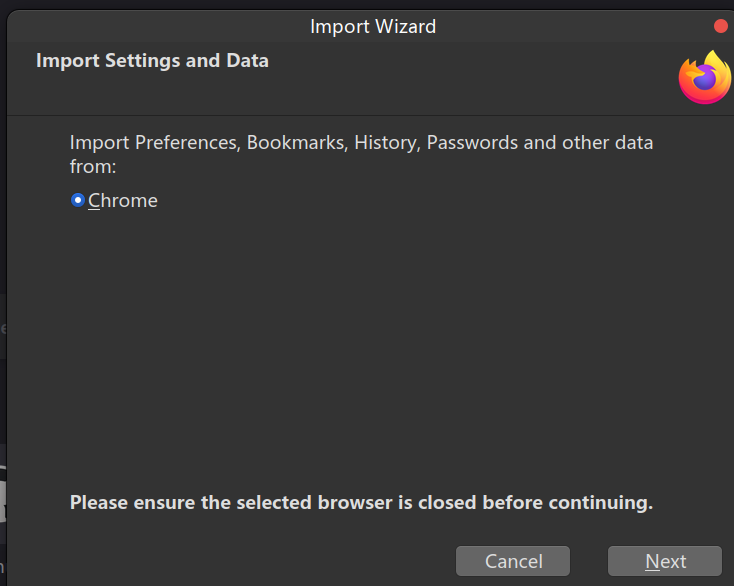 Import Wizard
Import Settings and Data
Import Preferences, Bookmarks, History, Passwords and other data
from:
Chrome
Please ensure the selected browser is closed before continuing.
Cancel
Next